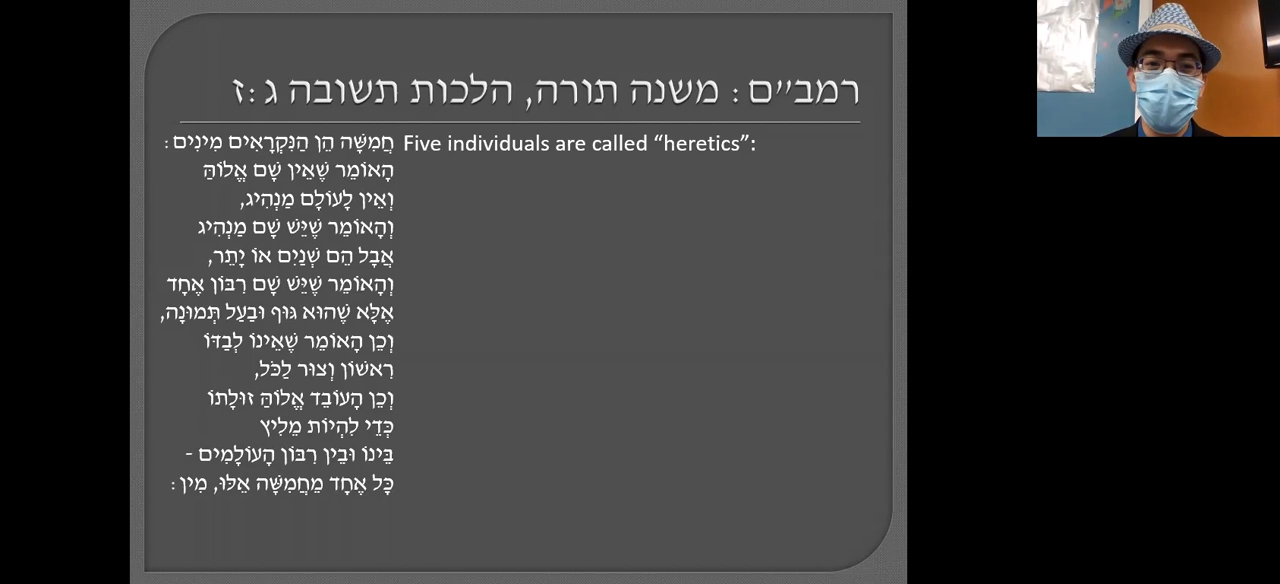 רמב״ם : משנה תורה, הלכות תשובה ג :ז
חֲמִשָּׁה הֵן הַנִּקְרָאִים מִינִים :
הָאוֹמֵר שֶׁאֵין שָׁם אֱלוֹהַּ
וְאֵין לָעוֹלָם מַנְהִיג,
וְהָאוֹמֵר שֶׁיֵּשׁ שָׁם מַנְהִיג
אֲבָל הֵם שְׁנַיִם אוֹ יָתֵר,
וְהָאוֹמֵר שֶׁיֵּשׁ שָׁם רִבּוֹן אֶחָד
אֶלָּא שֶׁהוּא גּוּף וּבַעַל תְּמוּנָה,
וְכֵן הָאוֹמֵר שֶׁאֵינוֹ לְבַדּוֹ
רִאשׁוֹן וְצוּר לַכֹּל,
וְכֵן הָעוֹבֵד אֱלוֹהַּ זוּלָתוֹ
כְּדֵי לִהְיוֹת מֵלִיץ
בֵּינוֹ וּבֵין רִבּוֹן הָעוֹלָמִים -
כָּל אֶחָד מֵחֲמִשָּׁה אֵלּוּ, מִין :
Five individuals are called “heretics”: